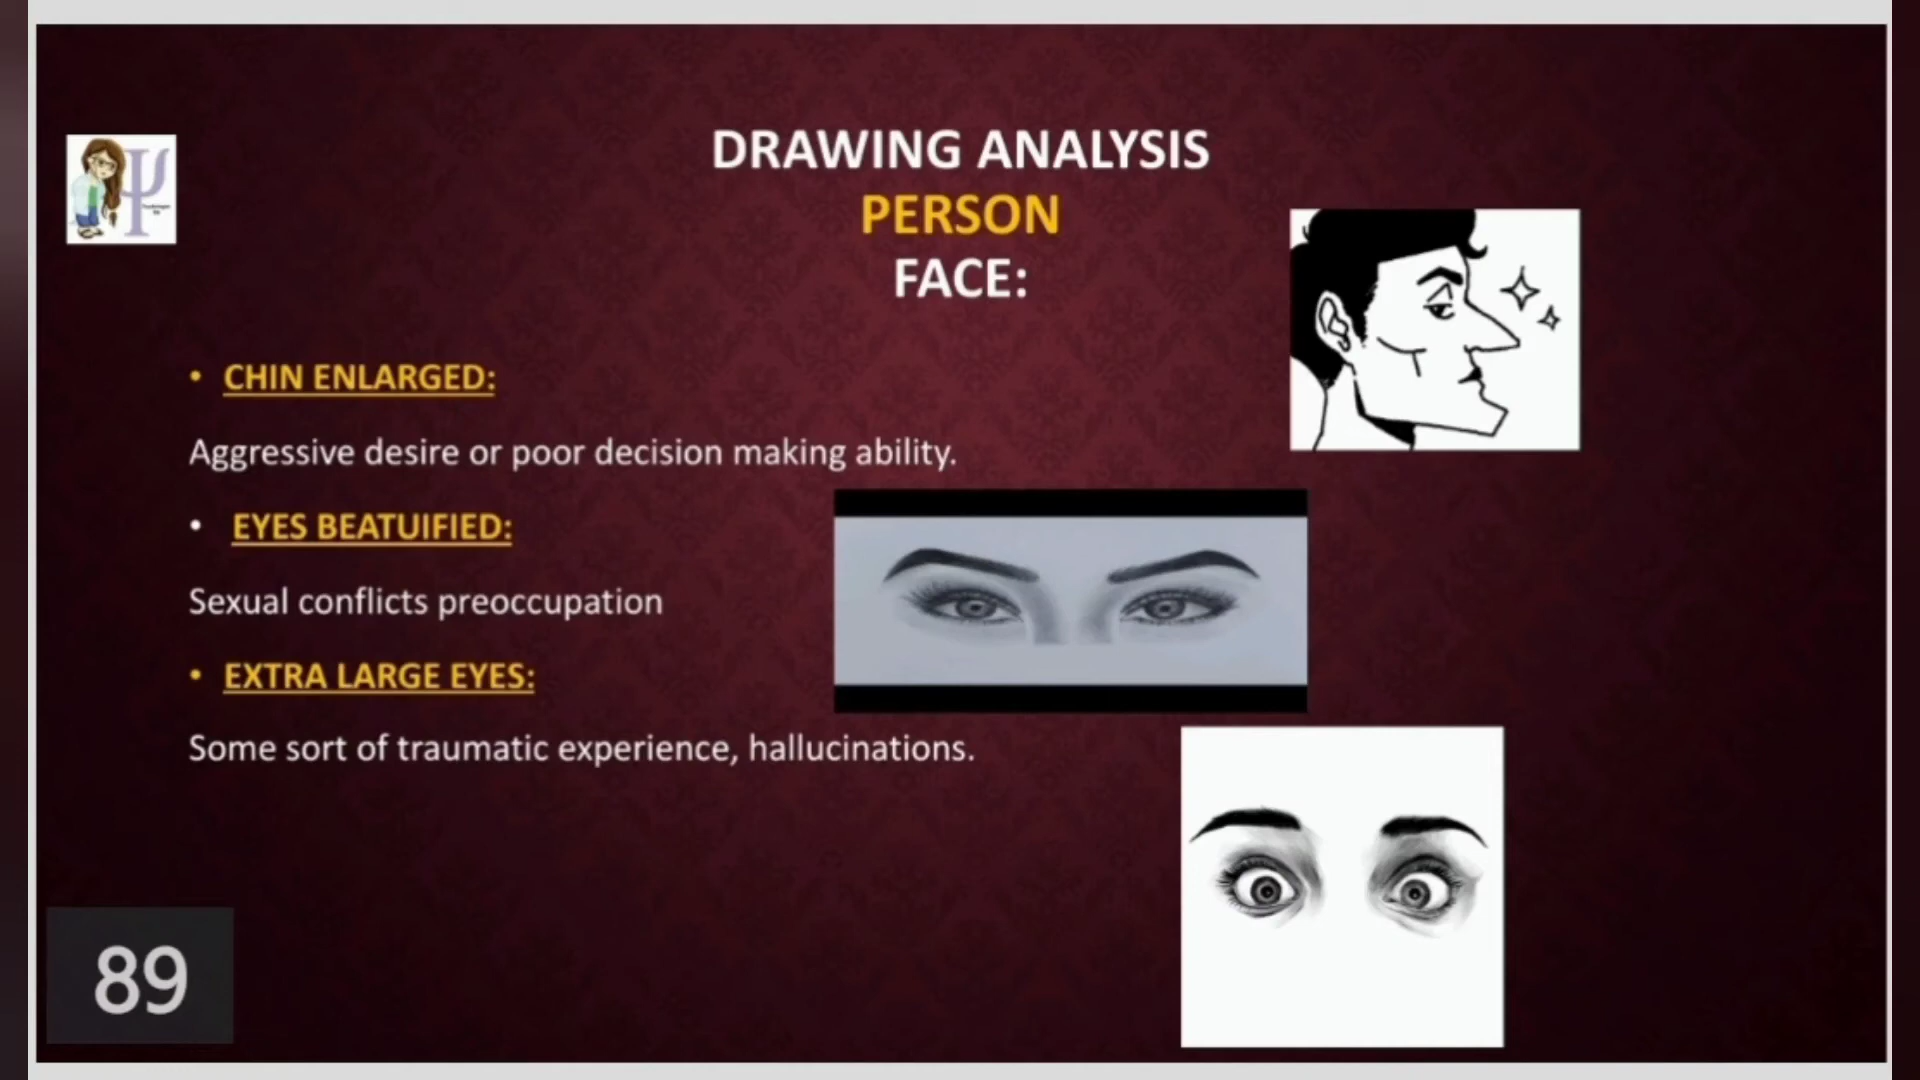 DRAWING ANALYSIS
PERSON
FACE:
• CHIN ENLARGED:
Aggressive desire or poor decision making ability.
• EYES BEATUIFIED:
Sexual conflicts preoccupation
• EXTRA LARGE EYES:
Some sort of traumatic experience, hallucinations.
89